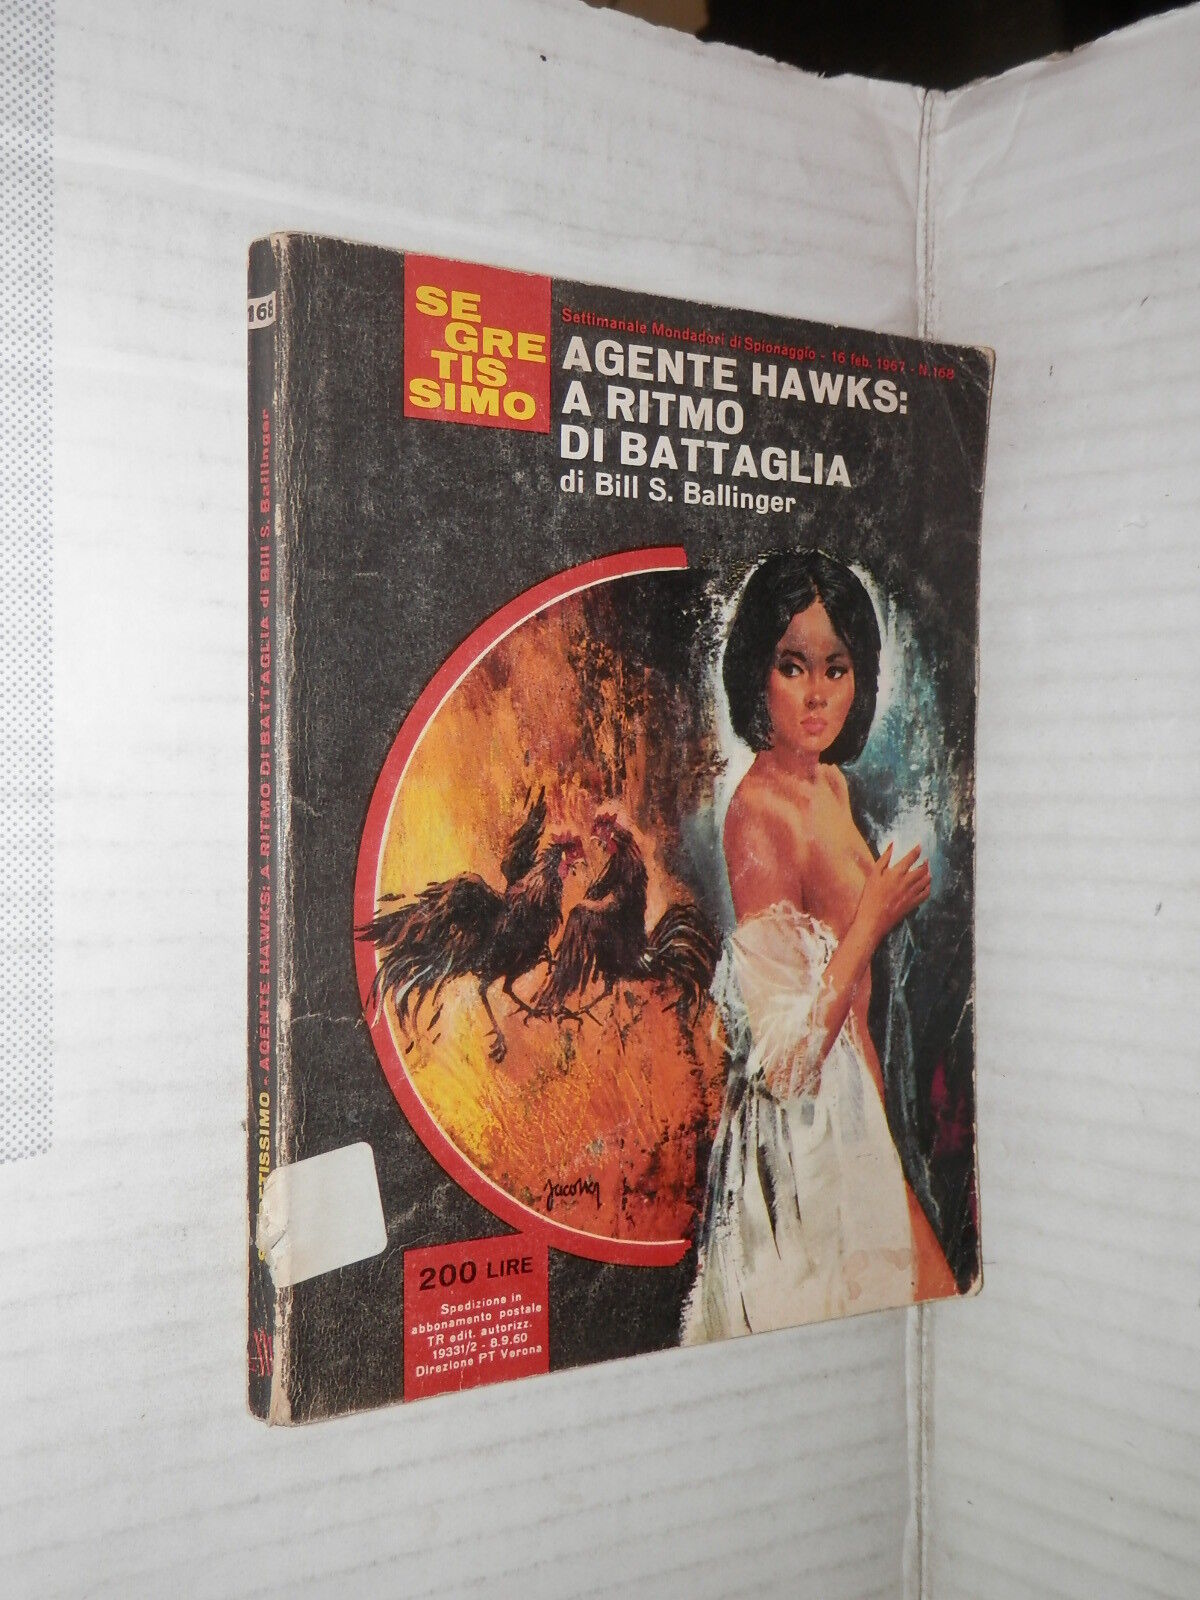 168
SEGRETISSIMO - AGENTE HAWKS: A RITMO DI BATTAGLIA di Bill S. Ballinger
SE
GRE
TIS
SIMO
Settimanale Mondadori di Spionaggio - 16 feb. 1967 - N. 168
AGENTE HAWKS:
A RITMO
DI BATTAGLIA
di Bill S. Ballinger
200 LIRE
Spedizione in
abbonamento postale
TR edit. autorizz.
19331/2 - 8.9.60
Direzione PT Verona